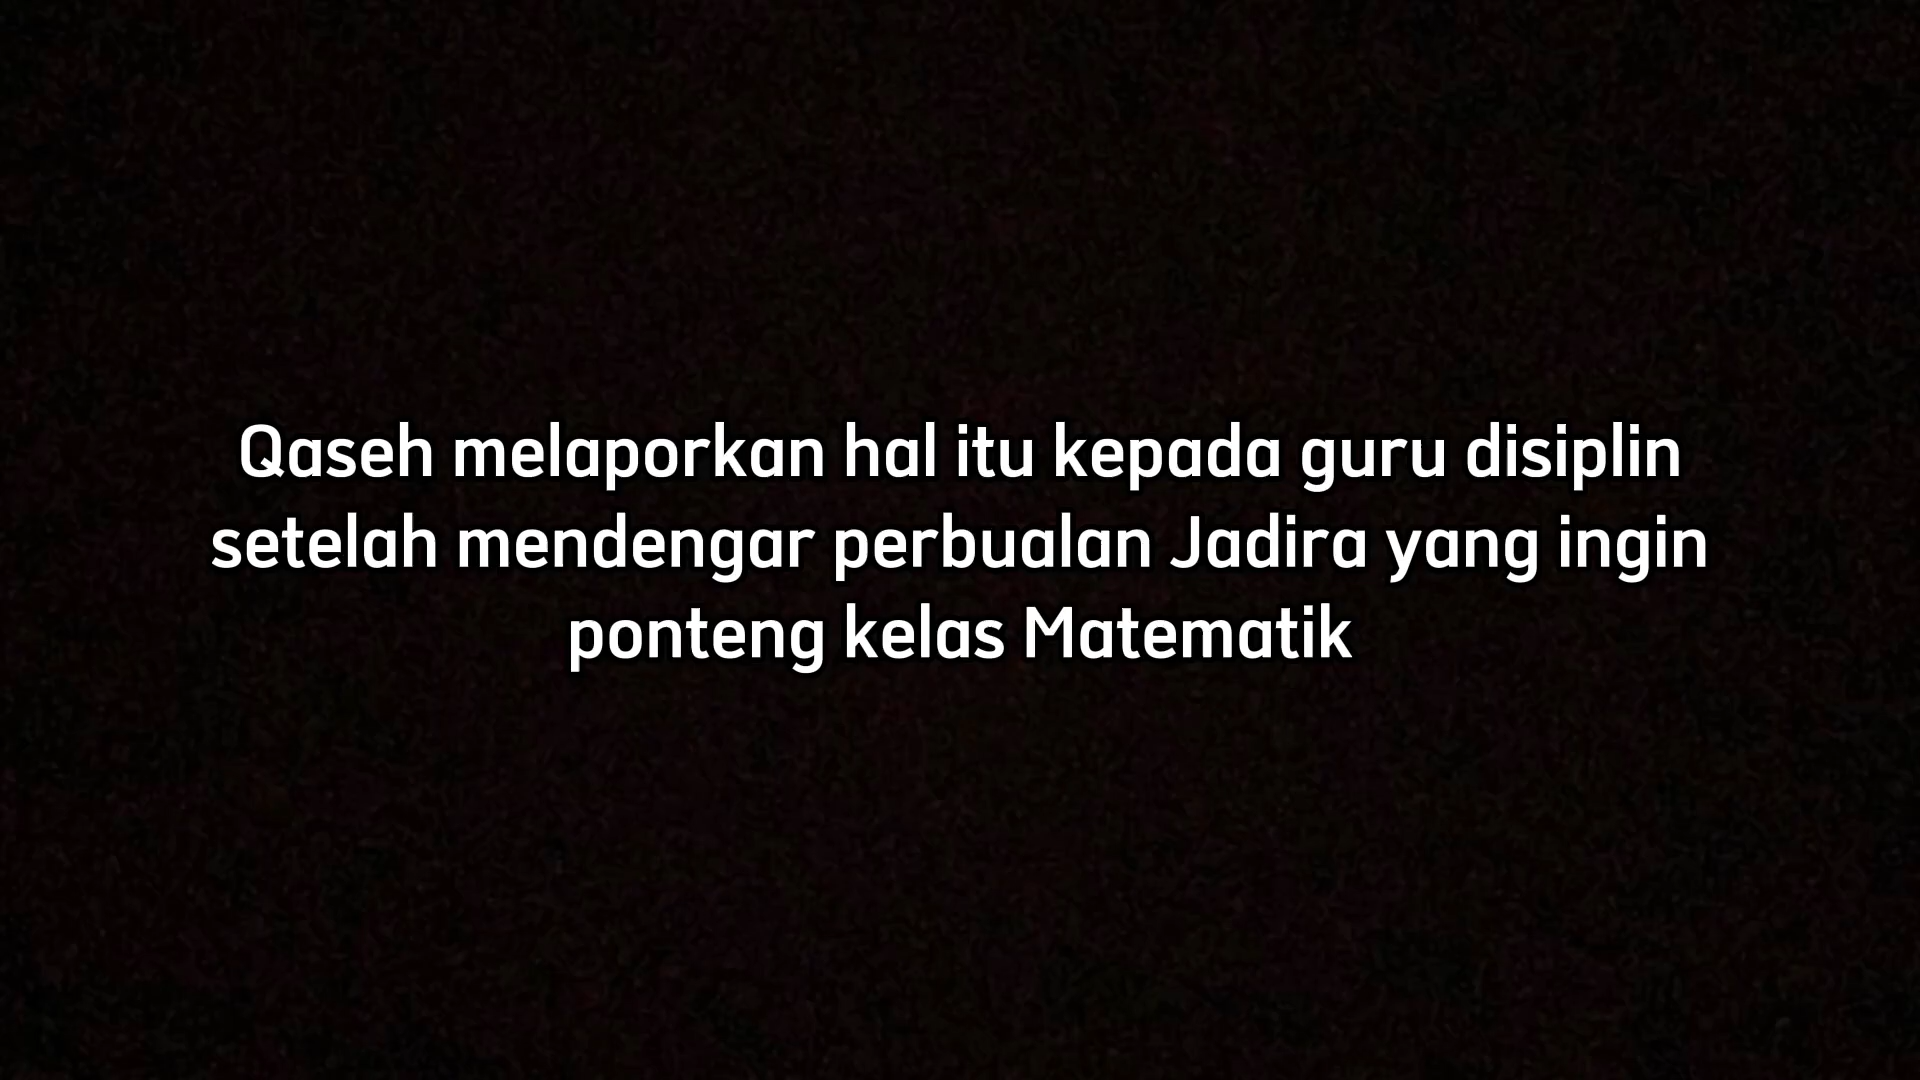 Qaseh melaporkan hal itu kepada guru disiplin
setelah mendengar perbualan Jadira yang ingin
ponteng kelas Matematik